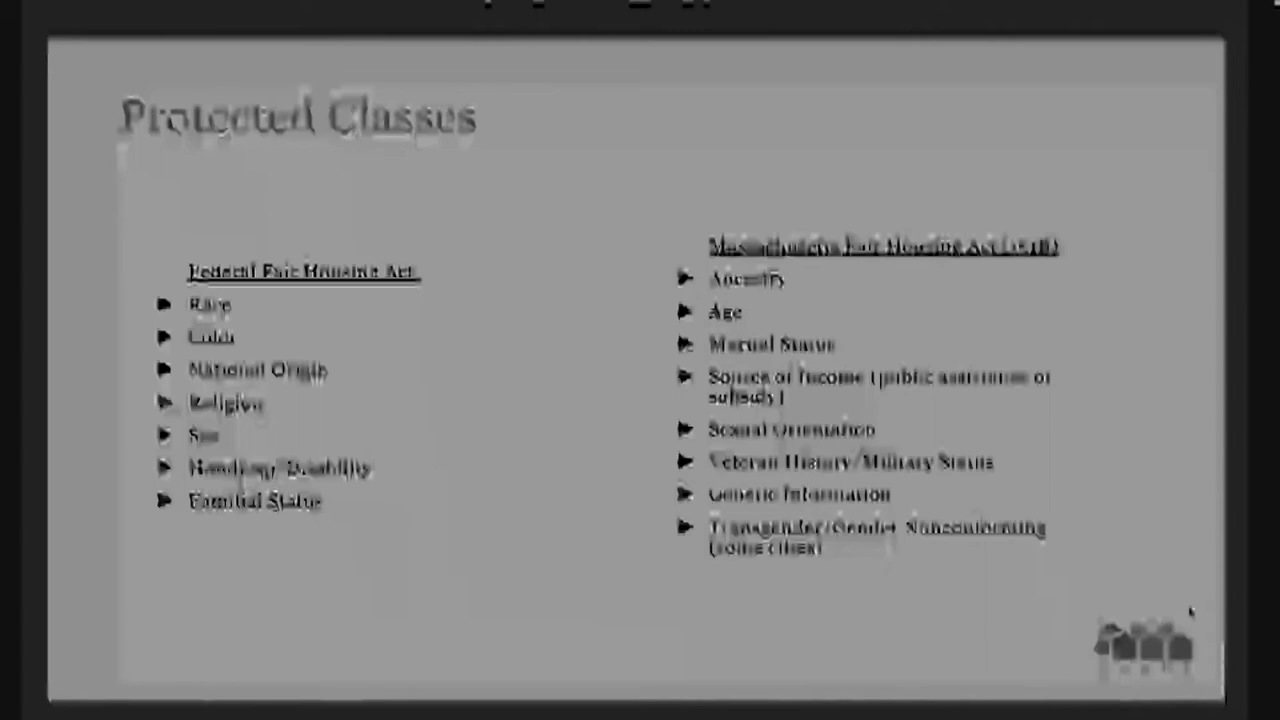 Protected Classes
Federal Fair Housing Act
Race
Color
National Origin
Religion
Sex
Handicap/Disability
Familial Status
Massachusetts Fair Housing Act (151B)
Ancestry
Age
Marital Status
Source of Income (public assistance or
subsidy)
Sexual Orientation
Veteran History/Military Status
Genetic Information
Transgender/Gender Nonconforming
(some cities)